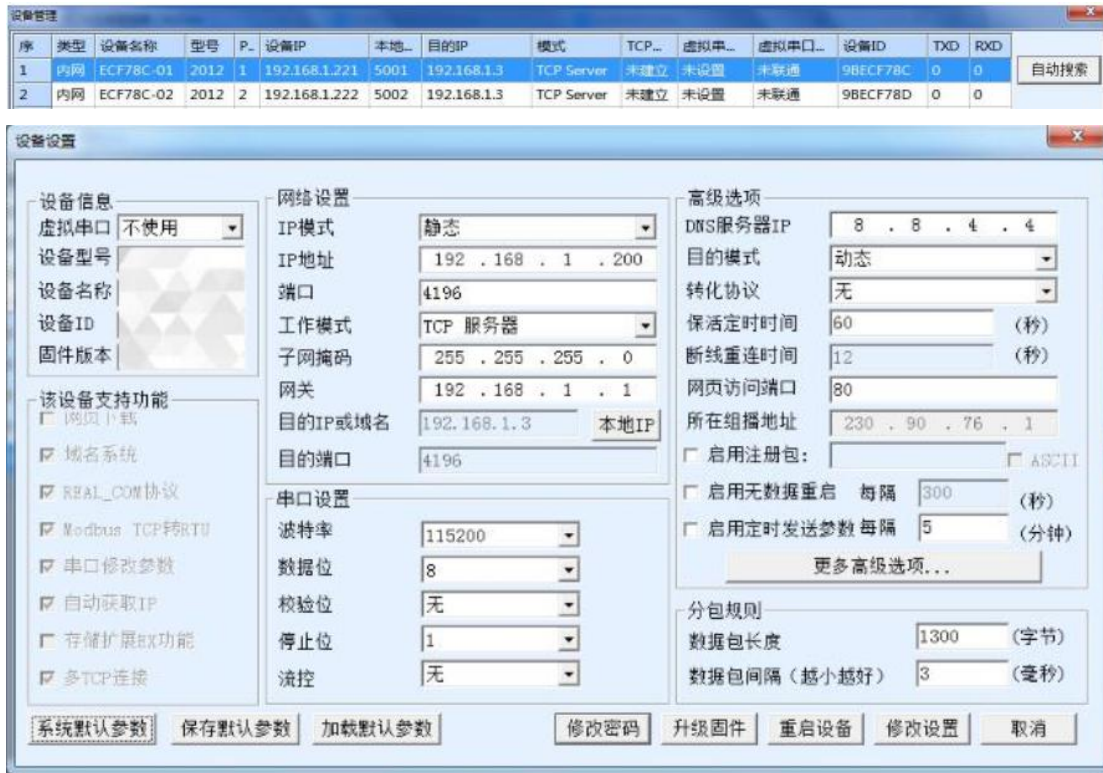 设备管理
序 类型 设备名称 型号 P.. 设备IP 本地... 目的IP 模式 TCP... 虚拟串... 虚拟串口... 设备ID TXD RXD
1 内网 ECF78C-01 2012 1 192.168.1.221 5001 192.168.1.3 TCP Server 未建立 未设置 未联通 9BECF78C 0 0 自动搜索
2 内网 ECF78C-02 2012 2 192.168.1.222 5002 192.168.1.3 TCP Server 未建立 未设置 未联通 9BECF78D 0 0
设备设置
设备信息
虚拟串口 不使用
设备型号
设备名称
设备ID
固件版本
该设备支持功能
网页下载
域名系统
REAL_COM协议
Modbus TCP转RTU
串口修改参数
自动获取IP
存储扩展EX功能
多TCP连接
网络设置
IP模式 静态
IP地址 192 . 168 . 1 . 200
端口 4196
工作模式 TCP 服务器
子网掩码 255 . 255 . 255 . 0
网关 192 . 168 . 1 . 1
目的IP或域名 192.168.1.3 本地IP
目的端口 4196
串口设置
波特率 115200
数据位 8
校验位 无
停止位 1
流控 无
高级选项
DNS服务器IP 8 . 8 . 4 . 4
目的模式 动态
转化协议 无
保活定时时间 60 (秒)
断线重连时间 12 (秒)
网页访问端口 80
所在组播地址 230 . 90 . 76 . 1
启用注册包: ASCII
启用无数据重启 每隔 300 (秒)
启用定时发送参数 每隔 5 (分钟)
更多高级选项...
分包规则
数据包长度 1300 (字节)
数据包间隔（越小越好） 3 (毫秒)
系统默认参数 保存默认参数 加载默认参数 修改密码 升级固件 重启设备 修改设置 取消